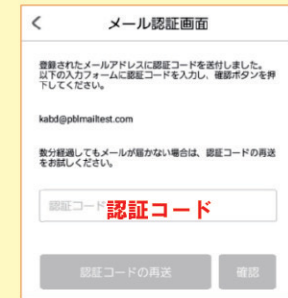 メール認証画面
登録されたメールアドレスに認証コードを送付しました。
以下の入力フォームに認証コードを入力し、確認ボタンを押
下してください。
kabd@pblmailtest.com
数分経過してもメールが届かない場合は、認証コードの再送
をお試しください。
認証コード
認証コード
認証コードの再送
確認